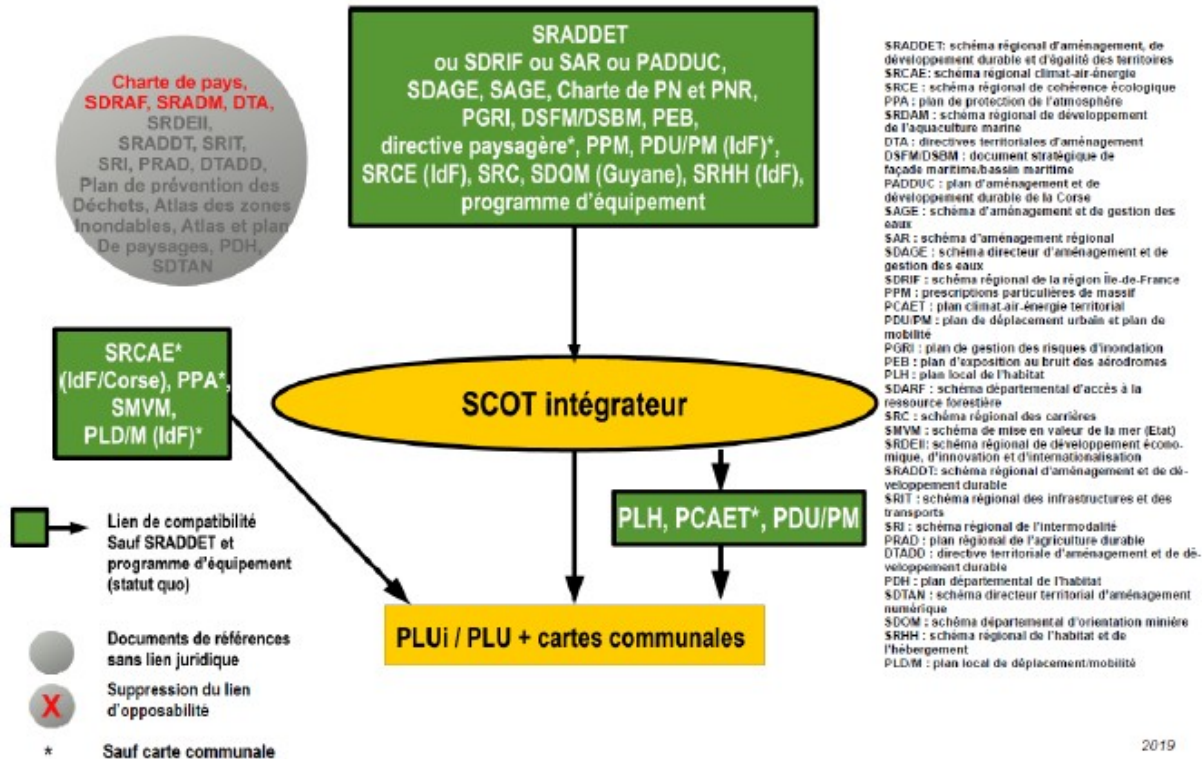 SRADDET
ou SDRIF ou SAR ou PADDUC,
SDAGE, SAGE, Charte de PN et PNR,
PGRI, DSFM/DSBM, PEB,
directive paysagère*, PPM, PDU/PM (IdF)*,
SRCE (IdF), SRC, SDOM (Guyane), SRHH (IdF),
programme d'équipement
Charte de pays,
SDRAF, SRADM, DTA,
SRDEII,
SRADDT, SRIT,
SRI, PRAD, DTADD,
Plan de prévention des
Déchets, Atlas des zones
Inondables, Atlas et plan
De paysages, PDH,
SDTAN
SRCAE*
(IdF/Corse), PPA*,
SMVM,
PLD/M (IdF)*
SCOT intégrateur
PLH, PCAET*, PDU/PM
PLUi / PLU + cartes communales
Lien de compatibilité
Sauf SRADDET et
programme d'équipement
(statut quo)
Documents de références
sans lien juridique
X
Suppression du lien
d'opposabilité
* Sauf carte communale
SRADDET: schéma régional d'aménagement, de
développement durable et d'égalité des territoires
SRCAE: schéma régional climat-air-énergie
SRCE : schéma régional de cohérence écologique
PPA : plan de protection de l'atmosphère
SRDAM : schéma régional de développement
de l'aquaculture marine
DTA : directives territoriales d'aménagement
DSFM/DSBM : document stratégique de
façade maritime/bassin maritime
PADDUC : plan d'aménagement et de
développement durable de la Corse
SAGE : schéma d'aménagement et de gestion des
eaux
SAR : schéma d'aménagement régional
SDAGE : schéma directeur d'aménagement et de
gestion des eaux
SDRIF : schéma régional de la région Île-de-France
PPM : prescriptions particulières de massif
PCAET : plan climat-air-énergie territorial
PDU/PM : plan de déplacement urbain et plan de
mobilité
PGRI : plan de gestion des risques d'inondation
PEB : plan d'exposition au bruit des aérodromes
PLH : plan local de l'habitat
SDARF : schéma départemental d'accès à la
ressource forestière
SRC : schéma régional des carrières
SMVM : schéma de mise en valeur de la mer (Etat)
SRDEII: schéma régional de développement écono-
mique, d'innovation et d'internationalisation
SRADDT: schéma régional d'aménagement et de dé-
veloppement durable
SRIT : schéma régional des infrastructures et des
transports
SRI : schéma régional de l'intermodalité
PRAD : plan régional de l'agriculture durable
DTADD : directive territoriale d'aménagement et de dé-
veloppement durable
PDH : plan départemental de l'habitat
SDTAN : schéma directeur territorial d'aménagement
numérique
SDOM : schéma départemental d'orientation minière
SRHH : schéma régional de l'habitat et de
l'hébergement
PLD/M : plan local de déplacement/mobilité
2019